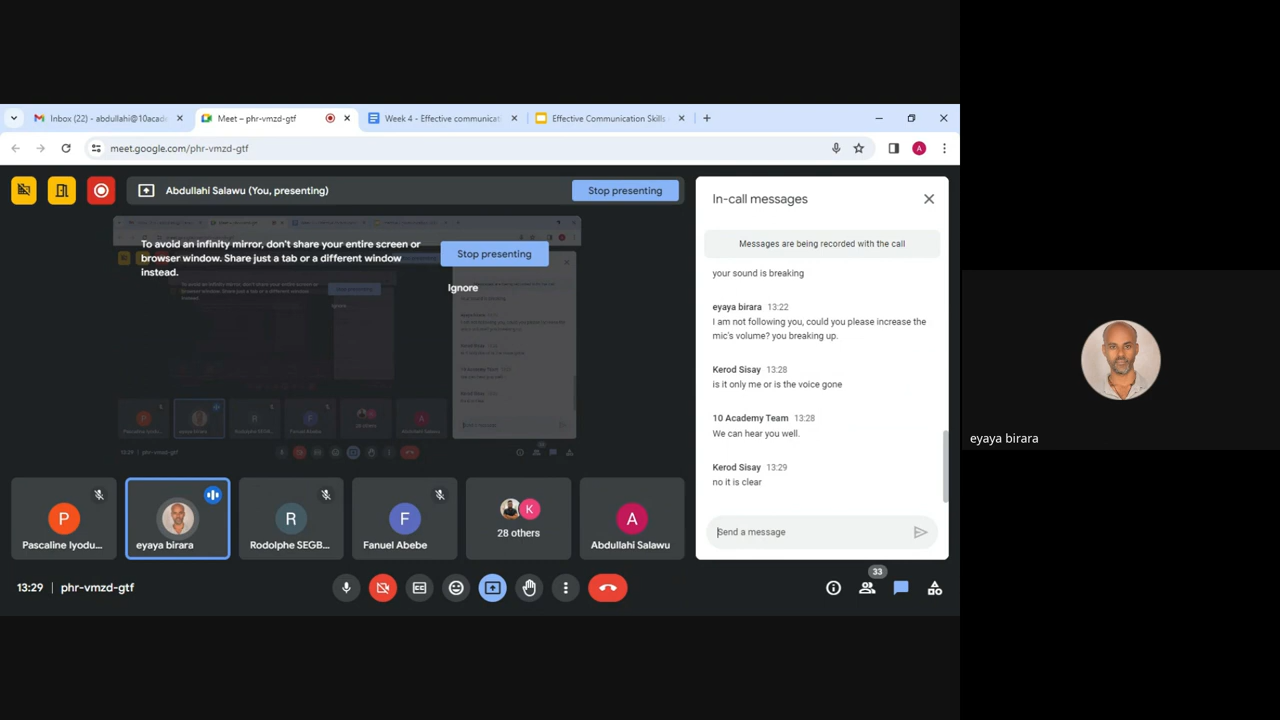 Inbox (22) - abdullahi@10acad
Meet – phr-vmzd-gtf
Week 4 - Effective communicat
Effective Communication Skills
meet.google.com/phr-vmzd-gtf
Abdullahi Salawu (You, presenting)
Stop presenting
To avoid an infinity mirror, don't share your entire screen or
browser window. Share just a tab or a different window
instead.
Stop presenting
Ignore
In-call messages
Messages are being recorded with the call
your sound is breaking
eyaya birara 13:22
I am not following you, could you please increase the
mic's volume? you breaking up.
Kerod Sisay 13:28
is it only me or is the voice gone
10 Academy Team 13:28
We can hear you well.
Kerod Sisay 13:29
no it is clear
Send a message
P
Pascaline Iyodu...
eyaya birara
R
Rodolphe SEGB...
F
Fanuel Abebe
K
28 others
A
Abdullahi Salawu
13:29 | phr-vmzd-gtf
33
eyaya birara